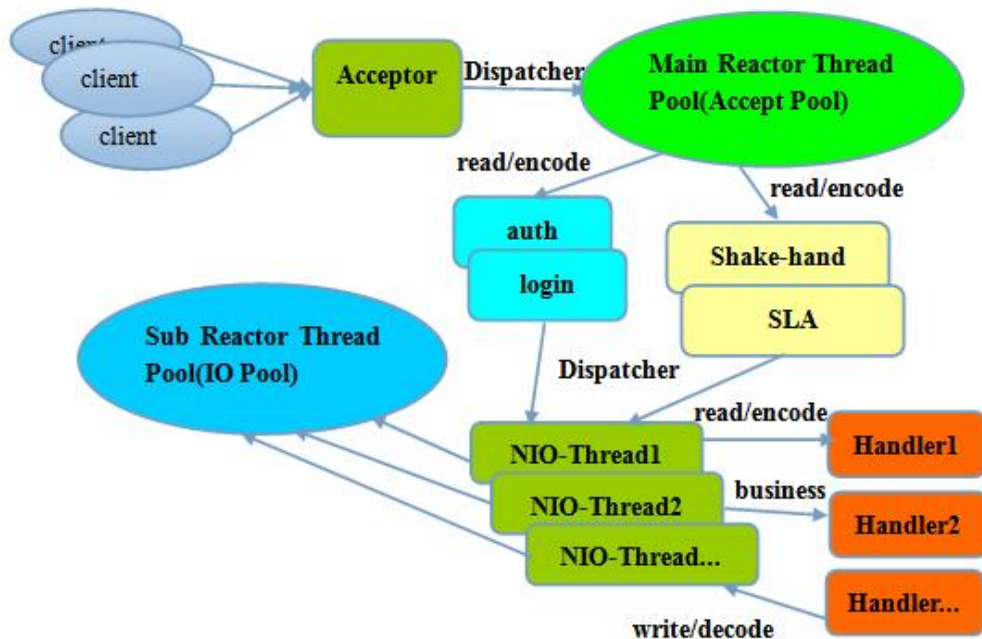 client
client
client
Acceptor
Dispatcher
Main Reactor Thread
Pool(Accept Pool)
read/encode
read/encode
auth
login
Shake-hand
SLA
Sub Reactor Thread
Pool(IO Pool)
Dispatcher
read/encode
NIO-Thread1
Handler1
NIO-Thread2
business
Handler2
NIO-Thread...
Handler...
write/decode